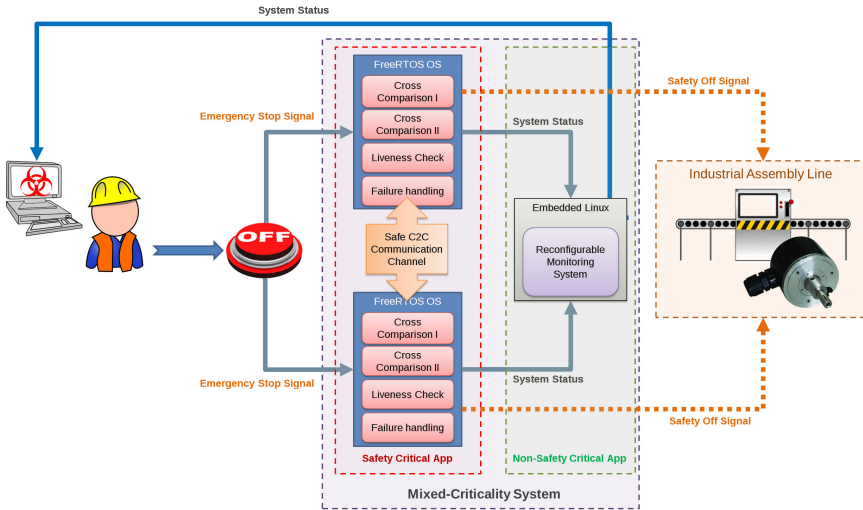 System Status
FreeRTOS OS
Cross
Comparison I
Cross
Comparison II
Liveness Check
Failure handling
Emergency Stop Signal
System Status
Safety Off Signal
Industrial Assembly Line
Embedded Linux
Reconfigurable
Monitoring
System
OFF
Safe C2C
Communication
Channel
FreeRTOS OS
Cross
Comparison I
Cross
Comparison II
Liveness Check
Failure handling
Emergency Stop Signal
System Status
Safety Off Signal
Safety Critical App
Non-Safety Critical App
Mixed-Criticality System